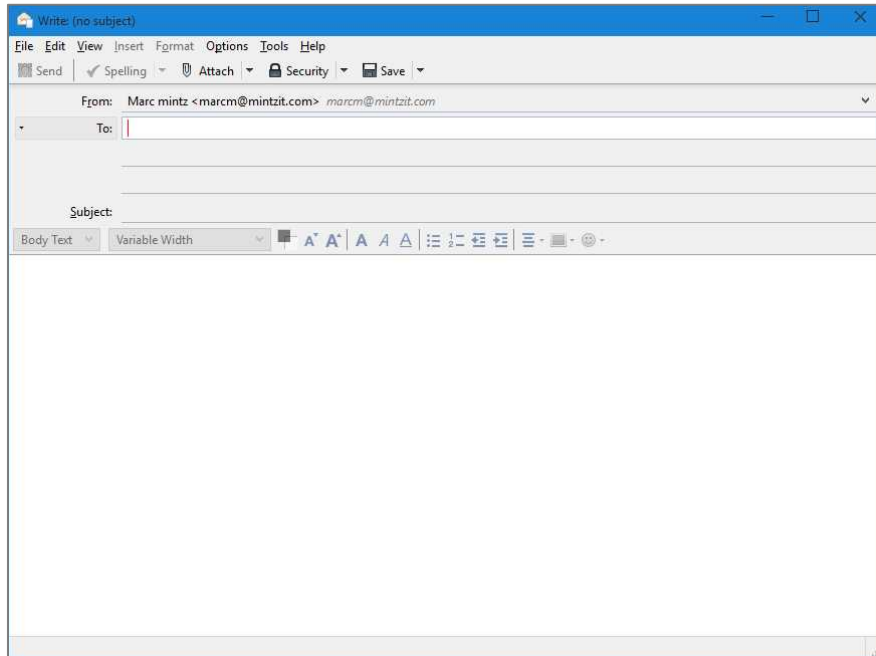 Write: (no subject)
File Edit View Insert Format Options Tools Help
Send Spelling Attach Security Save
From: Marc mintz <marcm@mintzit.com> marcm@mintzit.com
To:
Subject:
Body Text Variable Width